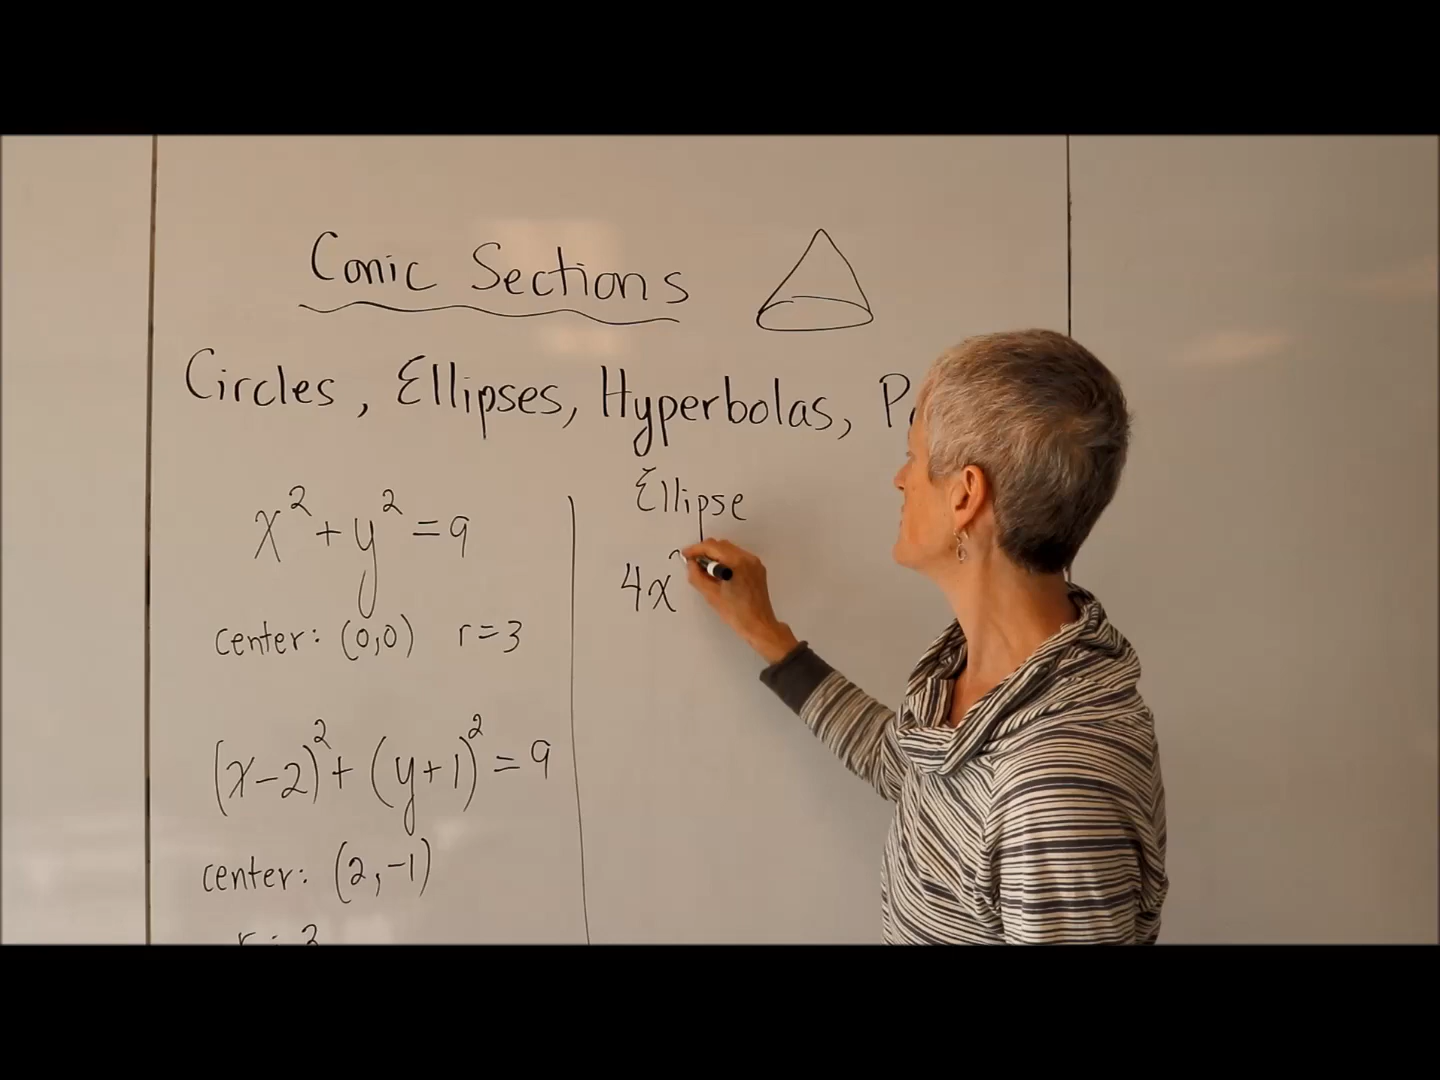 Conic Sections
Circles, Ellipses, Hyperbolas,
x² + y² = 9
center: (0,0) r=3
(x-2)² + (y+1)² = 9
center: (2,-1)
Ellipse
4x